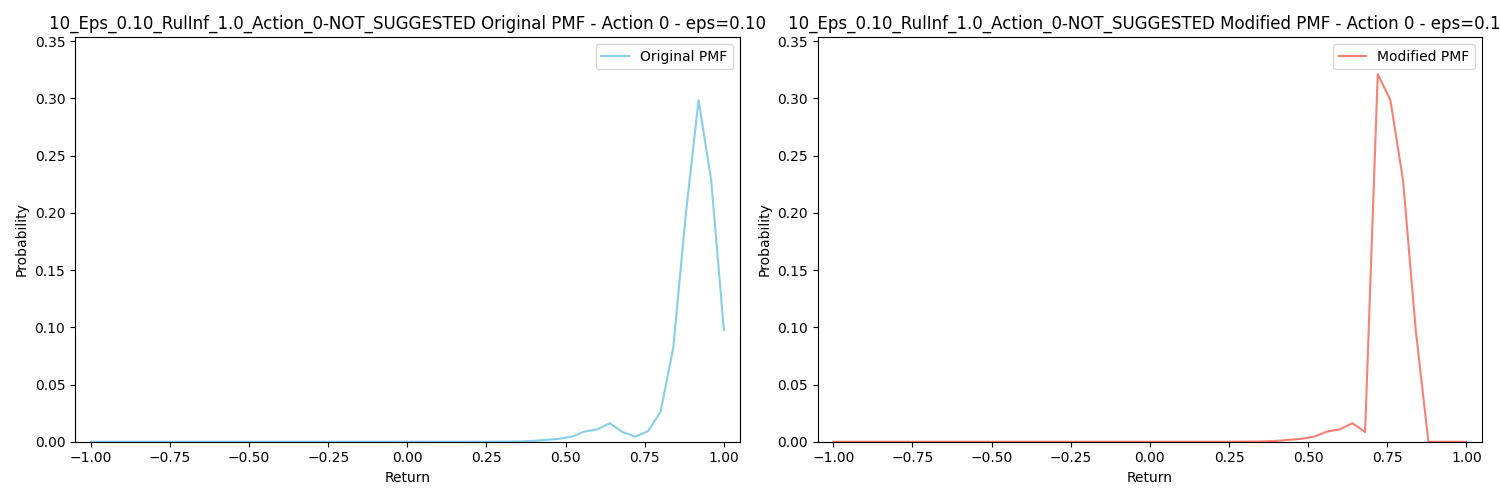 10_Eps_0.10_RulInf_1.0_Action_0-NOT_SUGGESTED Original PMF - Action 0 - eps=0.10
Original PMF
0.35
0.30
0.25
0.20
0.15
0.10
0.05
0.00
Probability
−1.00 −0.75 −0.50 −0.25 0.00 0.25 0.50 0.75 1.00
Return
10_Eps_0.10_RulInf_1.0_Action_0-NOT_SUGGESTED Modified PMF - Action 0 - eps=0.1
Modified PMF
0.35
0.30
0.25
0.20
0.15
0.10
0.05
0.00
Probability
−1.00 −0.75 −0.50 −0.25 0.00 0.25 0.50 0.75 1.00
Return